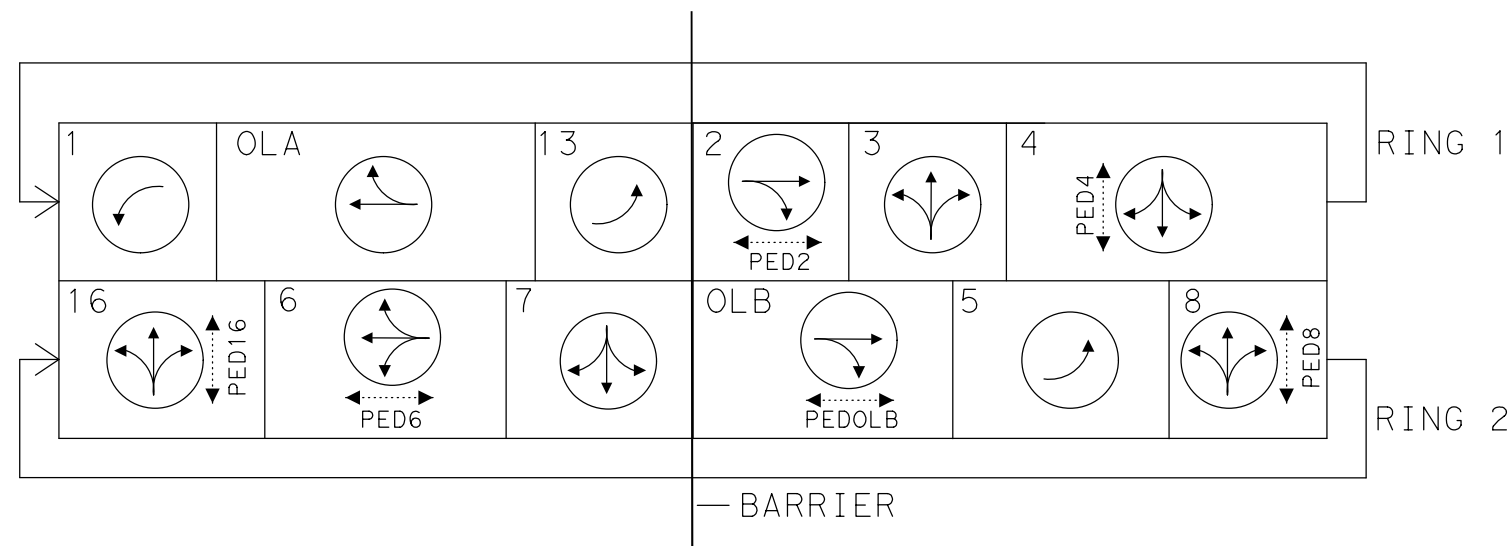 1
OLA
13
2
PED2
3
4
PED4
RING 1
16
PED16
6
PED6
7
OLB
PEDOLB
5
8
PED8
RING 2
BARRIER